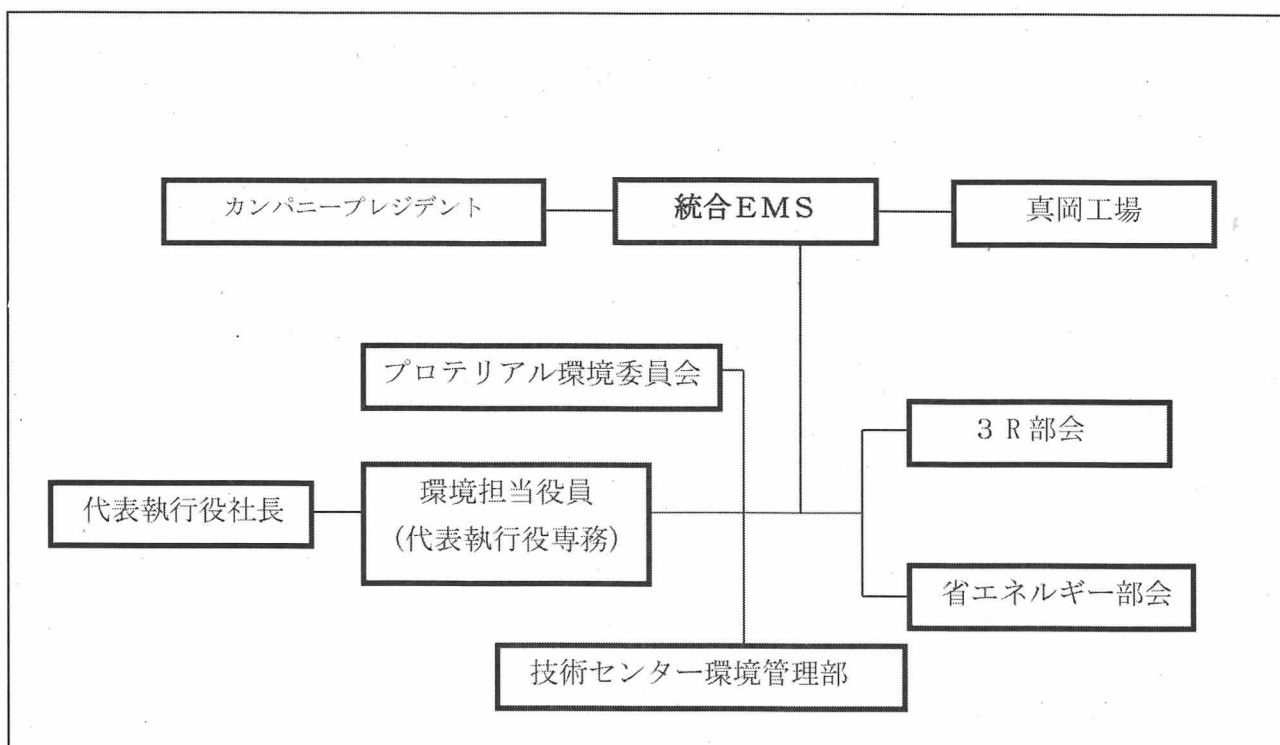 カンパニープレジデント
統合EMS
真岡工場
プロテリアル環境委員会
3R部会
代表執行役社長
環境担当役員
(代表執行役専務)
省エネルギー部会
技術センター環境管理部